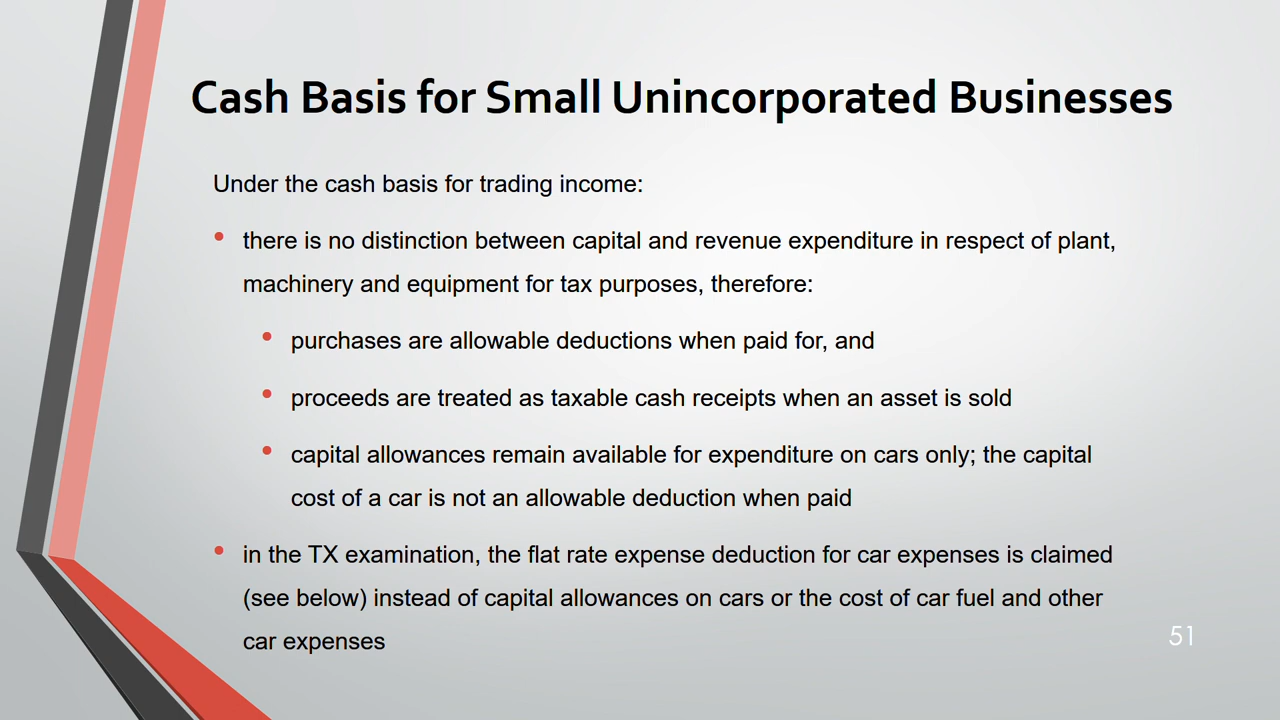 Cash Basis for Small Unincorporated Businesses
Under the cash basis for trading income:
• there is no distinction between capital and revenue expenditure in respect of plant,
machinery and equipment for tax purposes, therefore:
• purchases are allowable deductions when paid for, and
• proceeds are treated as taxable cash receipts when an asset is sold
• capital allowances remain available for expenditure on cars only; the capital
cost of a car is not an allowable deduction when paid
• in the TX examination, the flat rate expense deduction for car expenses is claimed
(see below) instead of capital allowances on cars or the cost of car fuel and other
car expenses
51